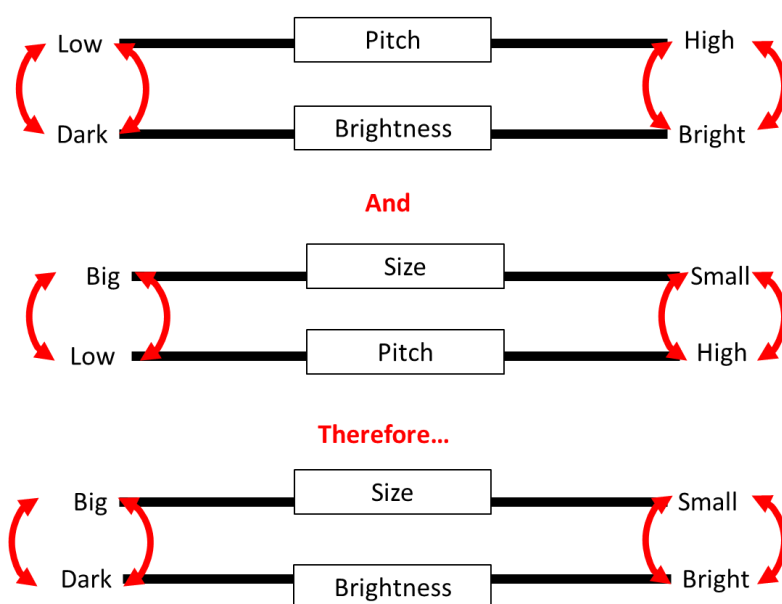 Low Pitch High
Dark Brightness Bright
And
Big Size Small
Low Pitch High
Therefore…
Big Size Small
Dark Brightness Bright